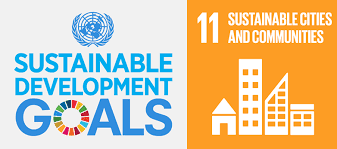 SUSTAINABLE
DEVELOPMENT
GOALS
11 SUSTAINABLE CITIES
AND COMMUNITIES